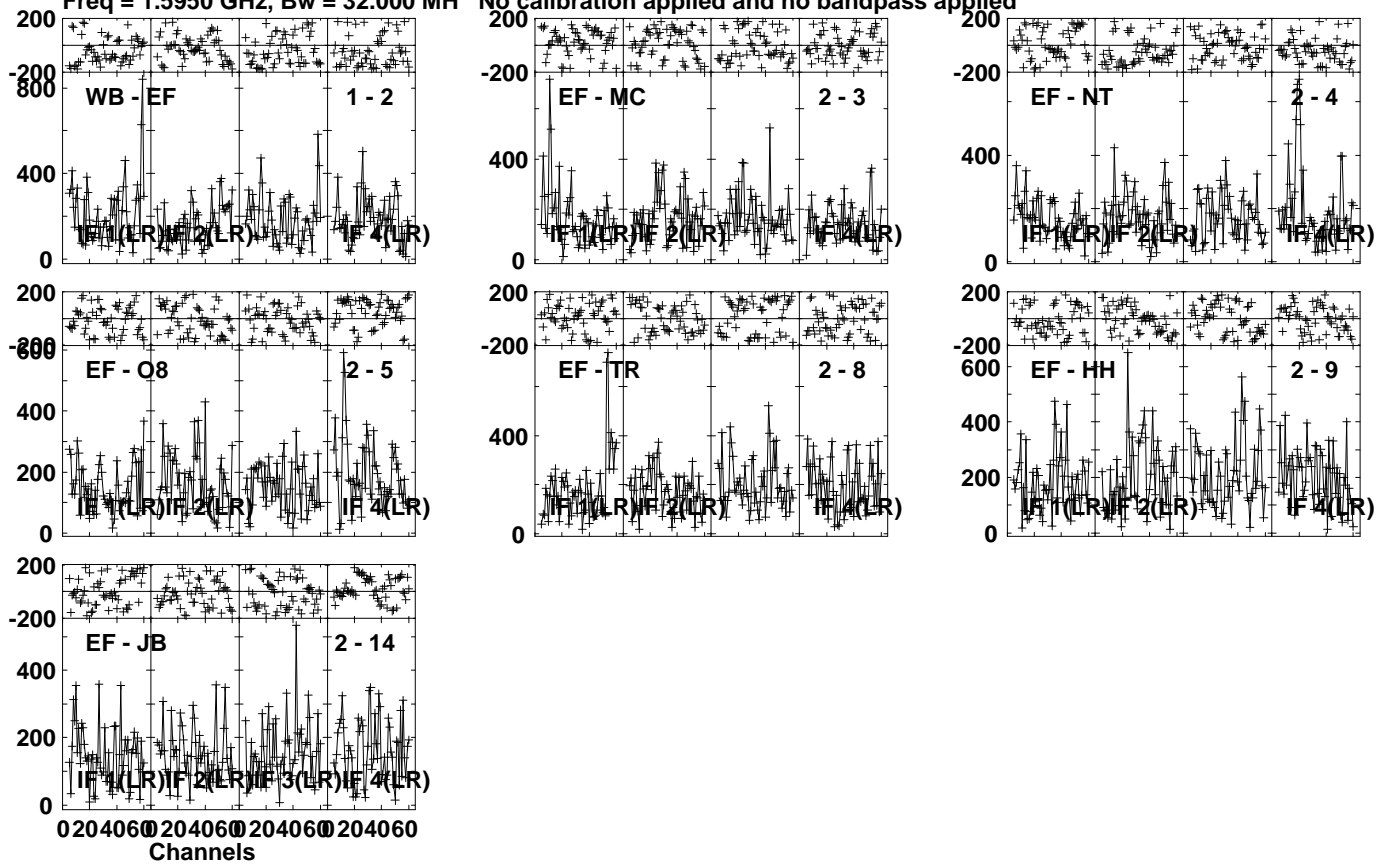 Freq = 1.5950 GHz, Bw = 32.000 MH No calibration applied and no bandpass applied
200 200 200
-200 -200 -200
800 WB - EF 1 - 2 EF - MC 2 - 3 EF - NT 2 - 4
400 400 400
IF 1(LR) IF 2(LR) IF 4(LR) IF 1(LR) IF 2(LR) IF 4(LR) IF 1(LR) IF 2(LR) IF 4(LR)
0 0 0
200 200 200
-200 -200 -200
600 EF - O8 2 - 5 EF - TR 2 - 8 600 EF - HH 2 - 9
400 400 400
200 200
IF 1(LR) IF 2(LR) IF 4(LR) IF 1(LR) IF 2(LR) IF 4(LR) IF 1(LR) IF 2(LR) IF 4(LR)
0 0 0
200
-200
EF - JB 2 - 14
400
200
IF 1(LR) IF 2(LR) IF 3(LR) IF 4(LR)
0
0 20 40 60 0 20 40 60 0 20 40 60 0 20 40 60
Channels